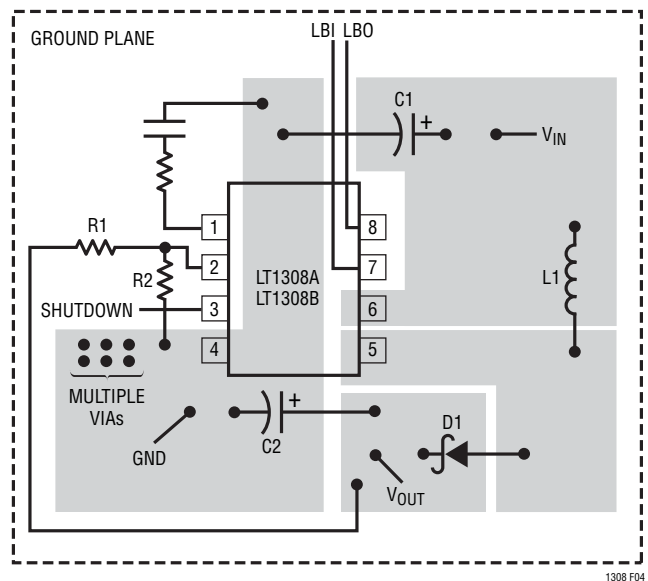 GROUND PLANE
LBI LBO
C1
+
VIN
R1
1
8
2
7
R2
LT1308A
LT1308B
L1
SHUTDOWN
3
6
4
5
MULTIPLE
VIAs
GND
C2
+
D1
VOUT
1308 F04